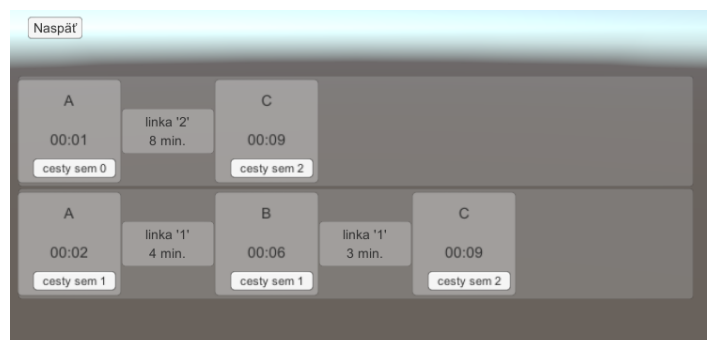 Naspäť
A
00:01
cesty sem 0
linka '2'
8 min.
C
00:09
cesty sem 2
A
00:02
cesty sem 1
linka '1'
4 min.
B
00:06
cesty sem 1
linka '1'
3 min.
C
00:09
cesty sem 2